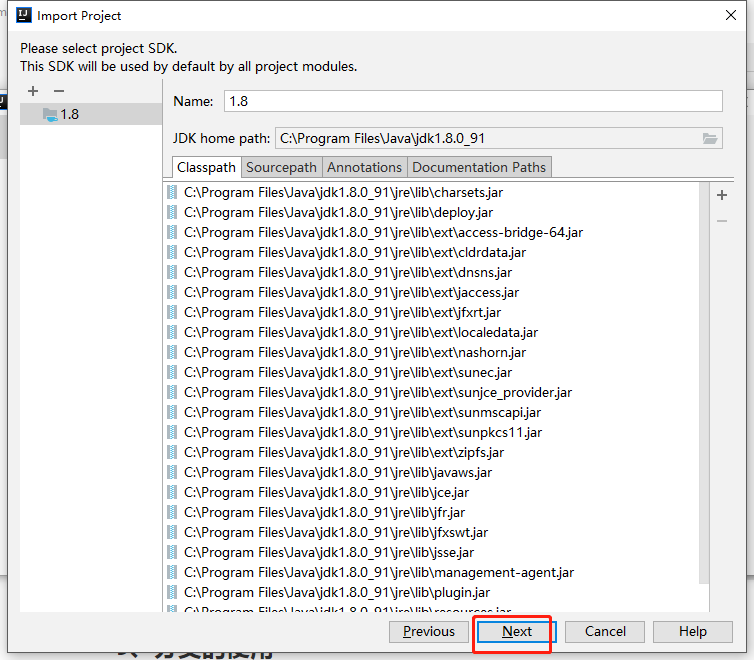 IJ Import Project
Please select project SDK.
This SDK will be used by default by all project modules.
1.8
Name: 1.8
JDK home path: C:\Program Files\Java\jdk1.8.0_91
Classpath Sourcepath Annotations Documentation Paths
C:\Program Files\Java\jdk1.8.0_91\jre\lib\charsets.jar
C:\Program Files\Java\jdk1.8.0_91\jre\lib\deploy.jar
C:\Program Files\Java\jdk1.8.0_91\jre\lib\ext\access-bridge-64.jar
C:\Program Files\Java\jdk1.8.0_91\jre\lib\ext\cldrdata.jar
C:\Program Files\Java\jdk1.8.0_91\jre\lib\ext\dnsns.jar
C:\Program Files\Java\jdk1.8.0_91\jre\lib\ext\jaccess.jar
C:\Program Files\Java\jdk1.8.0_91\jre\lib\ext\jfxrt.jar
C:\Program Files\Java\jdk1.8.0_91\jre\lib\ext\localedata.jar
C:\Program Files\Java\jdk1.8.0_91\jre\lib\ext\nashorn.jar
C:\Program Files\Java\jdk1.8.0_91\jre\lib\ext\sunec.jar
C:\Program Files\Java\jdk1.8.0_91\jre\lib\ext\sunjce_provider.jar
C:\Program Files\Java\jdk1.8.0_91\jre\lib\ext\sunmscapi.jar
C:\Program Files\Java\jdk1.8.0_91\jre\lib\ext\sunpkcs11.jar
C:\Program Files\Java\jdk1.8.0_91\jre\lib\ext\zipfs.jar
C:\Program Files\Java\jdk1.8.0_91\jre\lib\javaws.jar
C:\Program Files\Java\jdk1.8.0_91\jre\lib\jce.jar
C:\Program Files\Java\jdk1.8.0_91\jre\lib\jfr.jar
C:\Program Files\Java\jdk1.8.0_91\jre\lib\jfxswt.jar
C:\Program Files\Java\jdk1.8.0_91\jre\lib\jsse.jar
C:\Program Files\Java\jdk1.8.0_91\jre\lib\management-agent.jar
C:\Program Files\Java\jdk1.8.0_91\jre\lib\plugin.jar
C:\Program Files\Java\jdk1.8.0_91\jre\lib\resources.jar
Previous Next Cancel Help